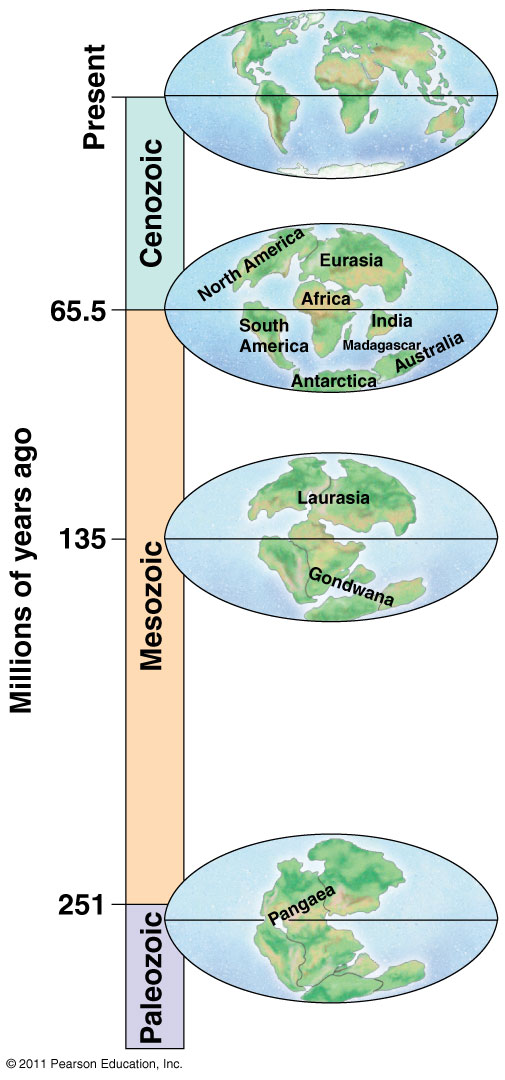 Present
Cenozoic
North America
Eurasia
Africa
65.5
South
America
India
Madagascar
Australia
Antarctica
Millions of years ago
Laurasia
135
Mesozoic
Gondwana
Pangaea
251
Paleozoic
© 2011 Pearson Education, Inc.